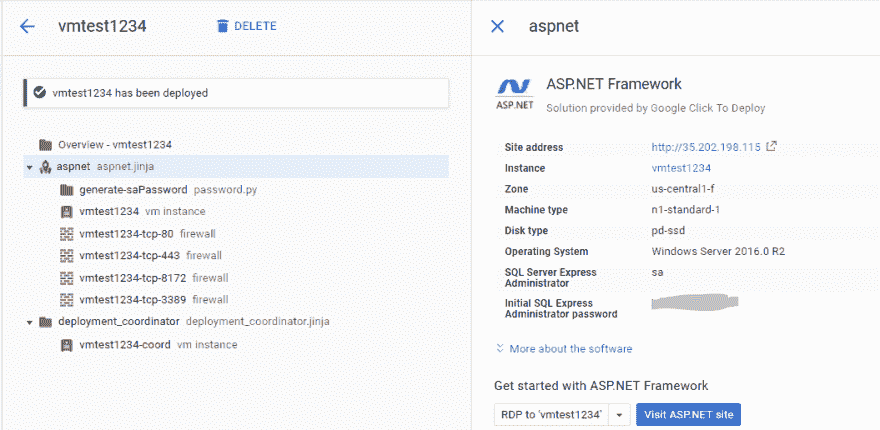 vmtest1234
DELETE
vmtest1234 has been deployed
Overview - vmtest1234
aspnet aspnet.jinja
generate-saPassword password.py
vmtest1234 vm instance
vmtest1234-tcp-80 firewall
vmtest1234-tcp-443 firewall
vmtest1234-tcp-8172 firewall
vmtest1234-tcp-3389 firewall
deployment_coordinator deployment_coordinator.jinja
vmtest1234-coord vm instance
aspnet
ASP.NET
ASP.NET Framework
Solution provided by Google Click To Deploy
Site address http://35.202.198.115
Instance vmtest1234
Zone us-central1-f
Machine type n1-standard-1
Disk type pd-ssd
Operating System Windows Server 2016.0 R2
SQL Server Express sa
Administrator
Initial SQL Express
Administrator password
More about the software
Get started with ASP.NET Framework
RDP to 'vmtest1234'
Visit ASP.NET site